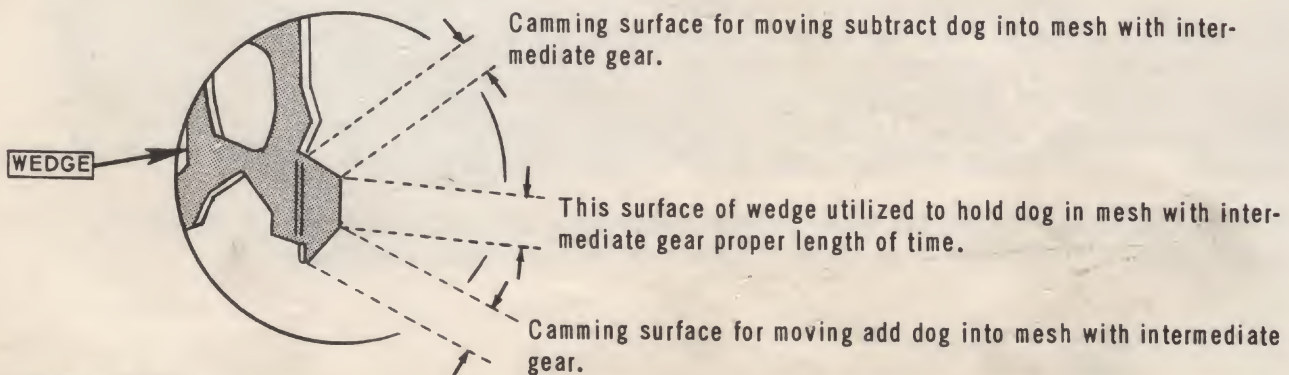 Camming surface for moving subtract dog into mesh with inter-
mediate gear.
WEDGE
This surface of wedge utilized to hold dog in mesh with inter-
mediate gear proper length of time.
Camming surface for moving add dog into mesh with intermediate
gear.